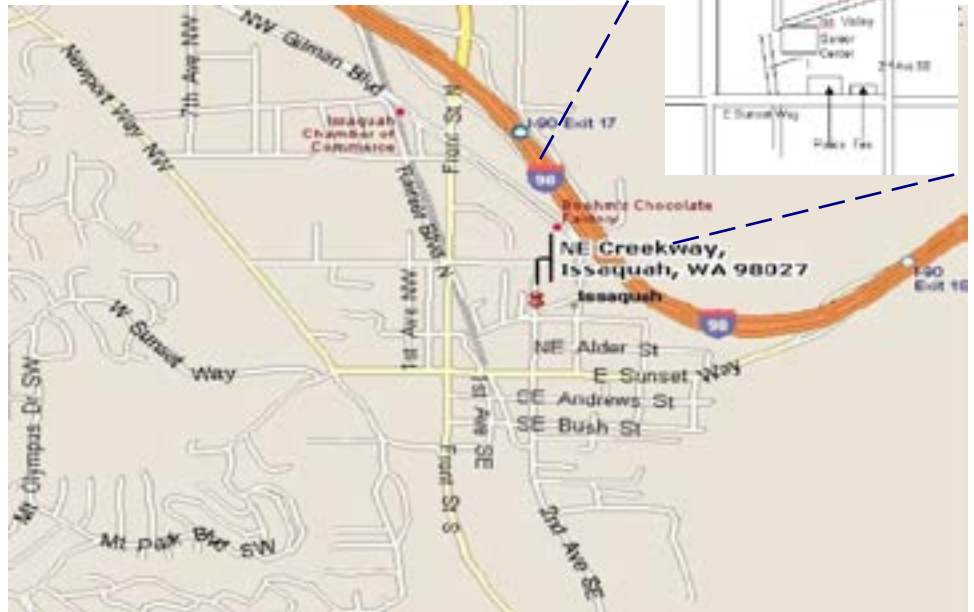 NW Gilman Blvd
7th Ave NW
Newport Way NW
Issaquah
Chamber of
Commerce
Front St N
I-90 Exit 17
90
Boehm's Chocolate
Factory
NE Creekway,
Issaquah, WA 98027
Issaquah
I-90
90
Rainier Blvd N
1st Ave NW
W Sunset Way
NE Alder St
E Sunset Way
SE Andrews St
SE Bush St
1st Ave SE
Front St S
2nd Ave SE
Mt Olympus Dr SW
Mt Park Blvd SW
Valley
Senior
Center
E Sunset Way